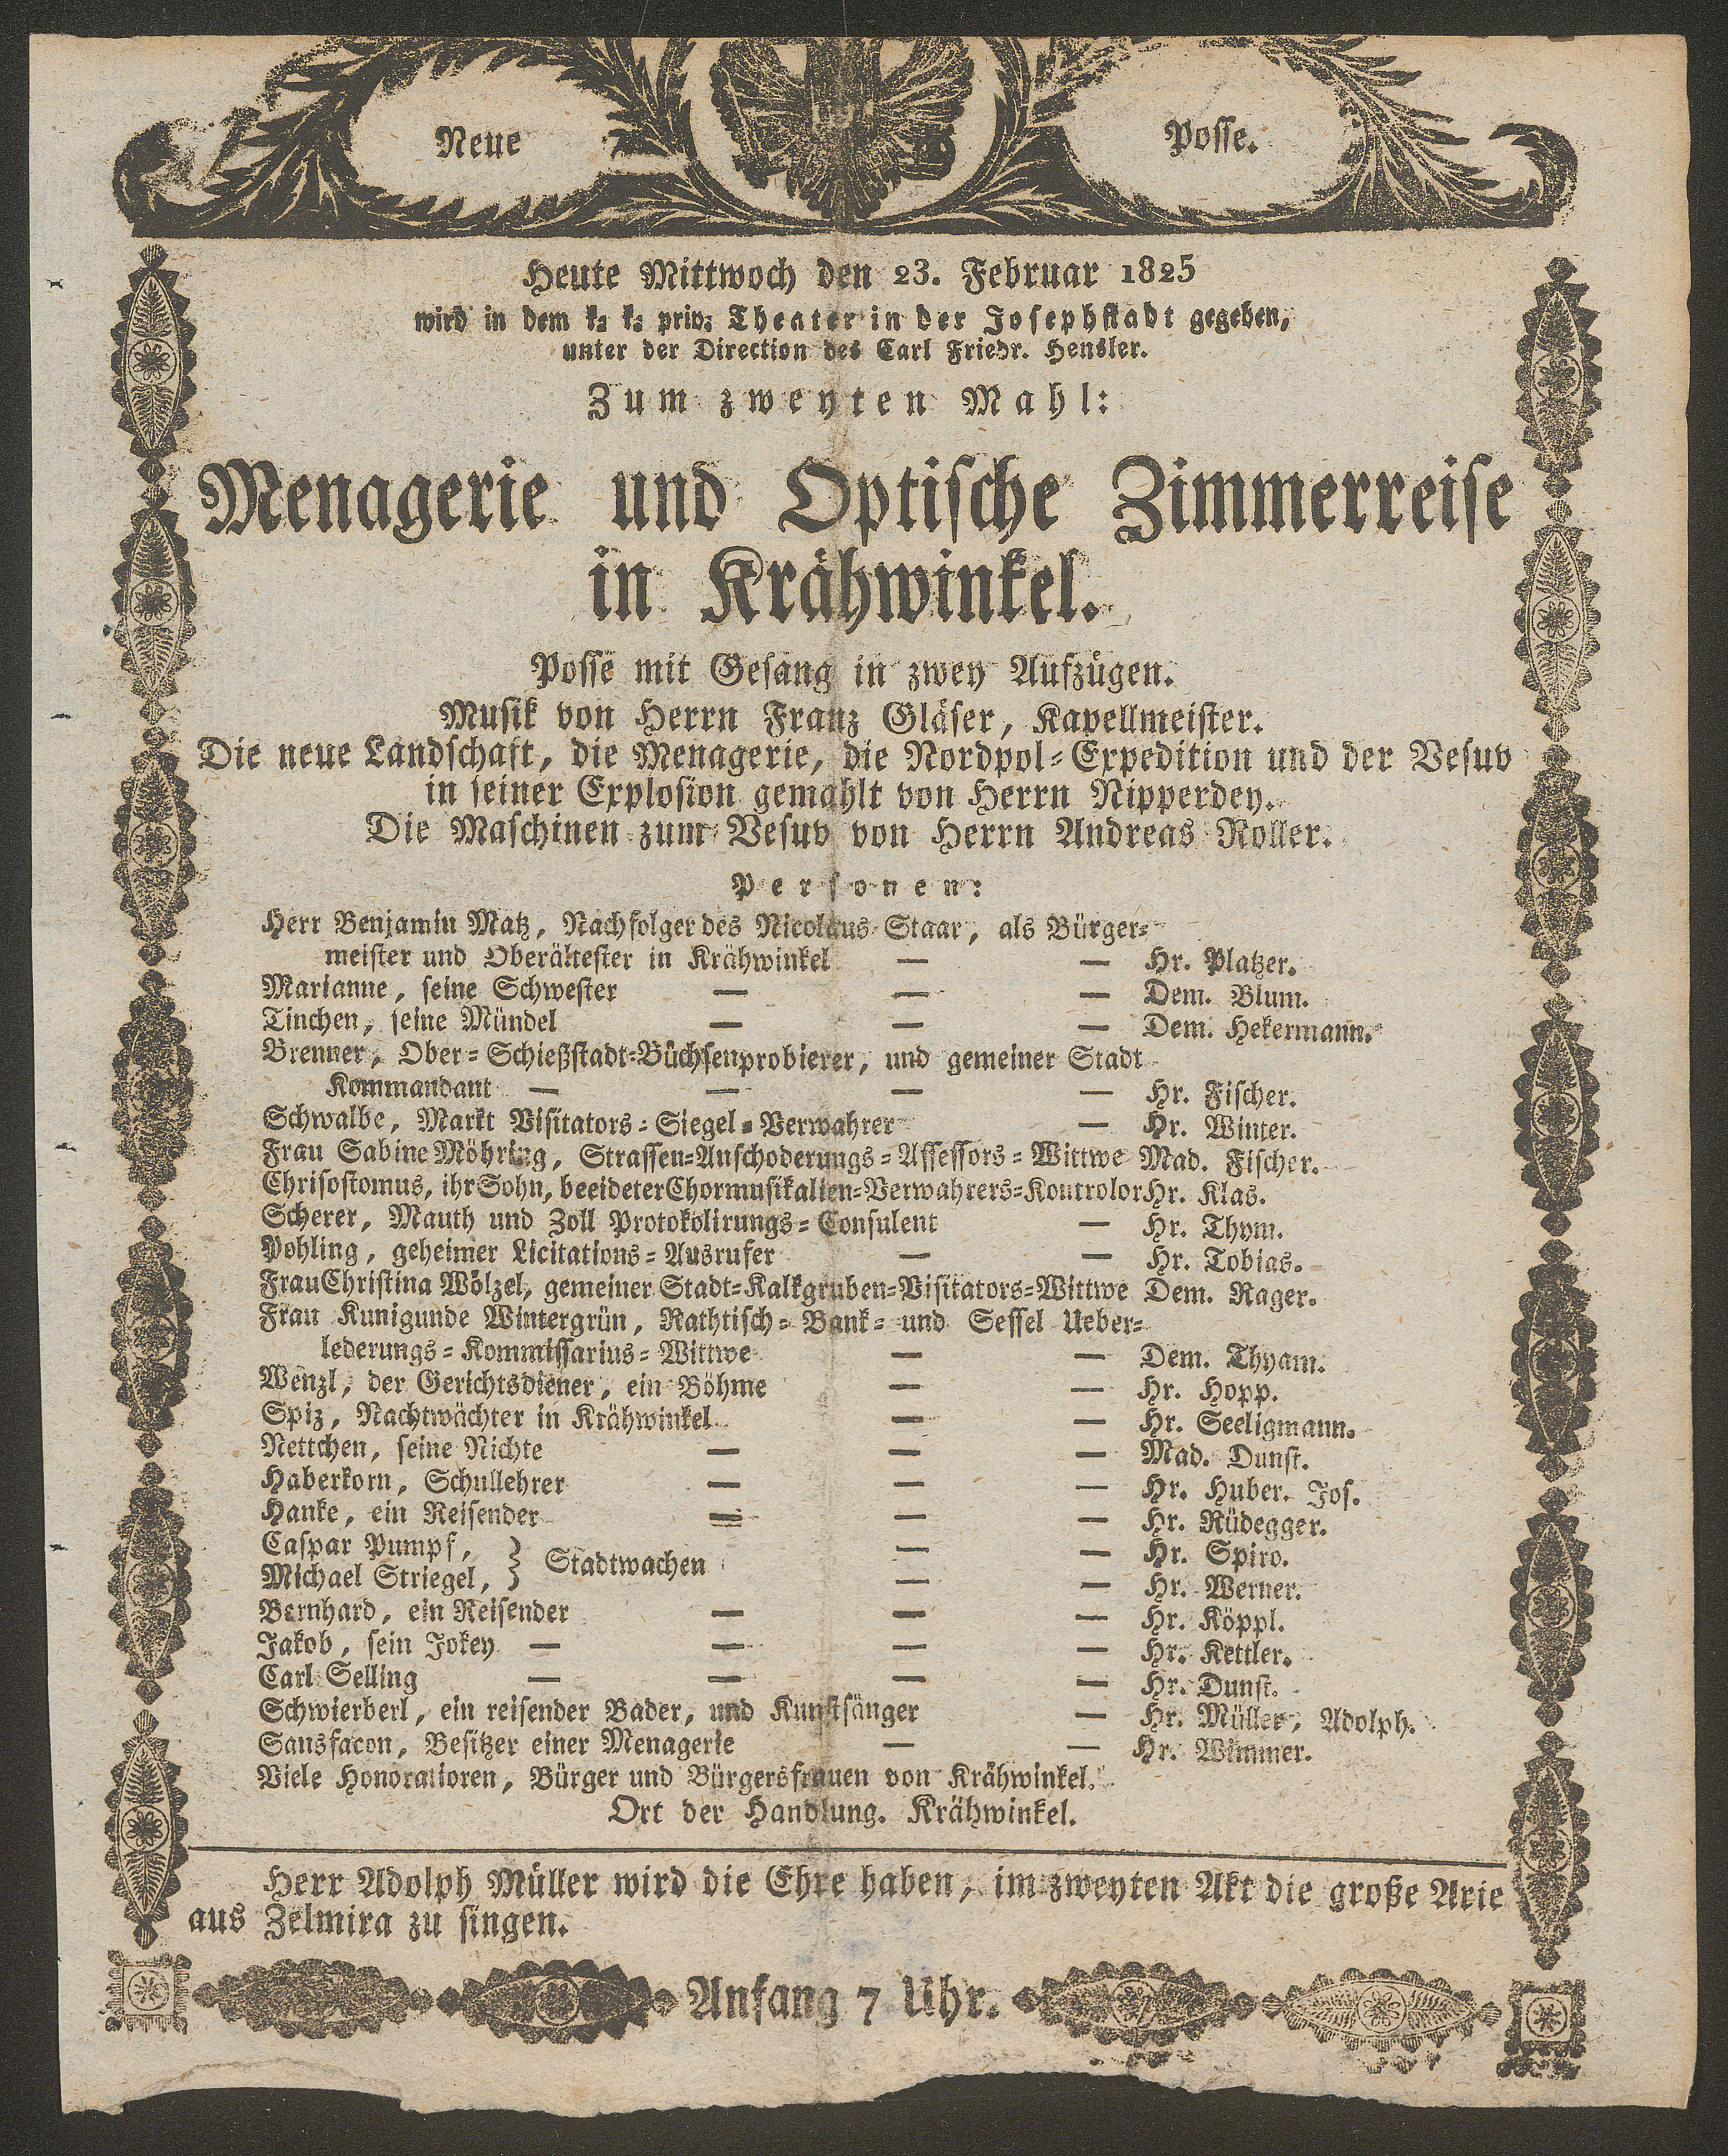 Neue
Posse.
Heute Mittwoch den 23. Februar 1825
wird in dem k. k. priv. Theater in der Josephstadt gegeben,
unter der Direction des Carl Friedr. Hensler.
Zum zweyten Mahl:
Menagerie und Optische Zimmerreise
in Krähwinkel.
Posse mit Gesang in zwey Aufzügen.
Musik von Herrn Franz Gläser, Kapellmeister.
Die neue Landschaft, die Menagerie, die Nordpol-Expedition und der Vesuv
in seiner Explosion gemahlt von Herrn Nipperdey.
Die Maschinen zum Vesuv von Herrn Andreas Roller.
Personen:
Herr Benjamin Matz, Nachfolger des Nicolaus Staar, als Bürger-
meister und Oberältester in Krähwinkel — — Hr. Platzer.
Marianne, seine Schwester — — — Dem. Blum.
Tinchen, seine Mündel — — — Dem. Hekermann.
Brenner, Ober-Schießstadt-Büchsenprobierer, und gemeiner Stadt
Kommandant — — — — Hr. Fischer.
Schwalbe, Markt Visitators-Siegel-Verwahrer — Hr. Winter.
Frau Sabine Möhring, Strassen-Anschoderungs-Assessors-Wittwe Mad. Fischer.
Chrisostomus, ihr Sohn, beeideter Chormusikalien-Verwahrers-Kontrolor Hr. Klas.
Scherer, Mauth und Zoll Protokolirungs-Consulent — Hr. Thym.
Pohling, geheimer Licitations-Ausrufer — — Hr. Tobias.
Frau Christina Wölzel, gemeiner Stadt-Kalkgruben-Visitators-Wittwe Dem. Rager.
Frau Kunigunde Wintergrün, Rathtisch-Bank- und Sessel Ueber-
lederungs-Kommissarius-Wittwe — — Dem. Thyam.
Wenzl, der Gerichtsdiener, ein Böhme — — Hr. Hopp.
Spiz, Nachtwächter in Krähwinkel — — Hr. Seeligmann.
Nettchen, seine Nichte — — — Mad. Dunst.
Haberkorn, Schullehrer — — — Hr. Huber. Jos.
Hanke, ein Reisender — — — Hr. Rüdegger.
Caspar Pumpf, } Stadtwachen — — Hr. Spiro.
Michael Striegel, — — Hr. Werner.
Bernhard, ein Reisender — — — Hr. Köppl.
Jakob, sein Jokey — — — — Hr. Kettler.
Carl Selling — — — — Hr. Dunst.
Schwierberl, ein reisender Bader, und Kunstsänger — Hr. Müller, Adolph.
Sansfacon, Besitzer einer Menagerie — — Hr. Wimmer.
Viele Honoratioren, Bürger und Bürgersfrauen von Krähwinkel.
Ort der Handlung. Krähwinkel.
Herr Adolph Müller wird die Ehre haben, im zweyten Akt die große Arie
aus Zelmira zu singen.
Anfang 7 Uhr.